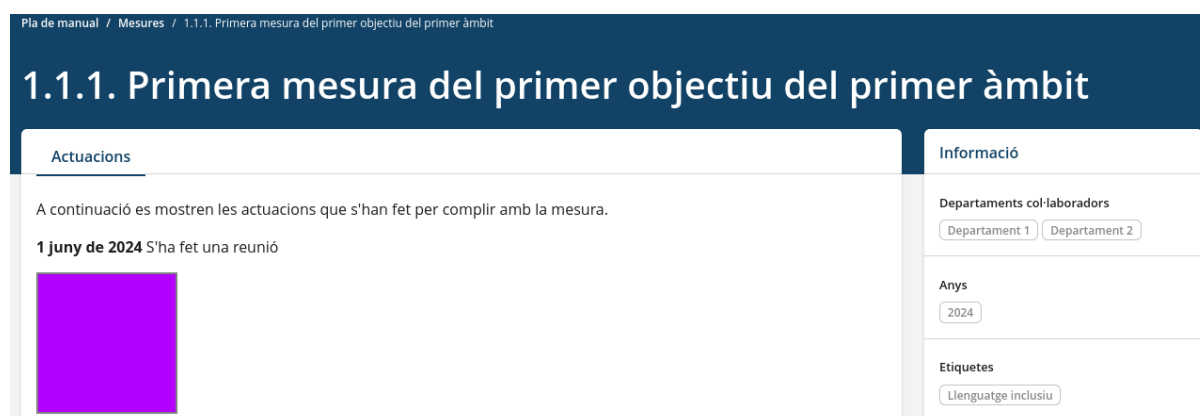 Pla de manual / Mesures / 1.1.1. Primera mesura del primer objectiu del primer àmbit
1.1.1. Primera mesura del primer objectiu del primer àmbit
Actuacions
A continuació es mostren les actuacions que s'han fet per complir amb la mesura.
1 juny de 2024 S'ha fet una reunió
Informació
Departaments col·laboradors
Departament 1 Departament 2
Anys
2024
Etiquetes
Llenguatge inclusiu